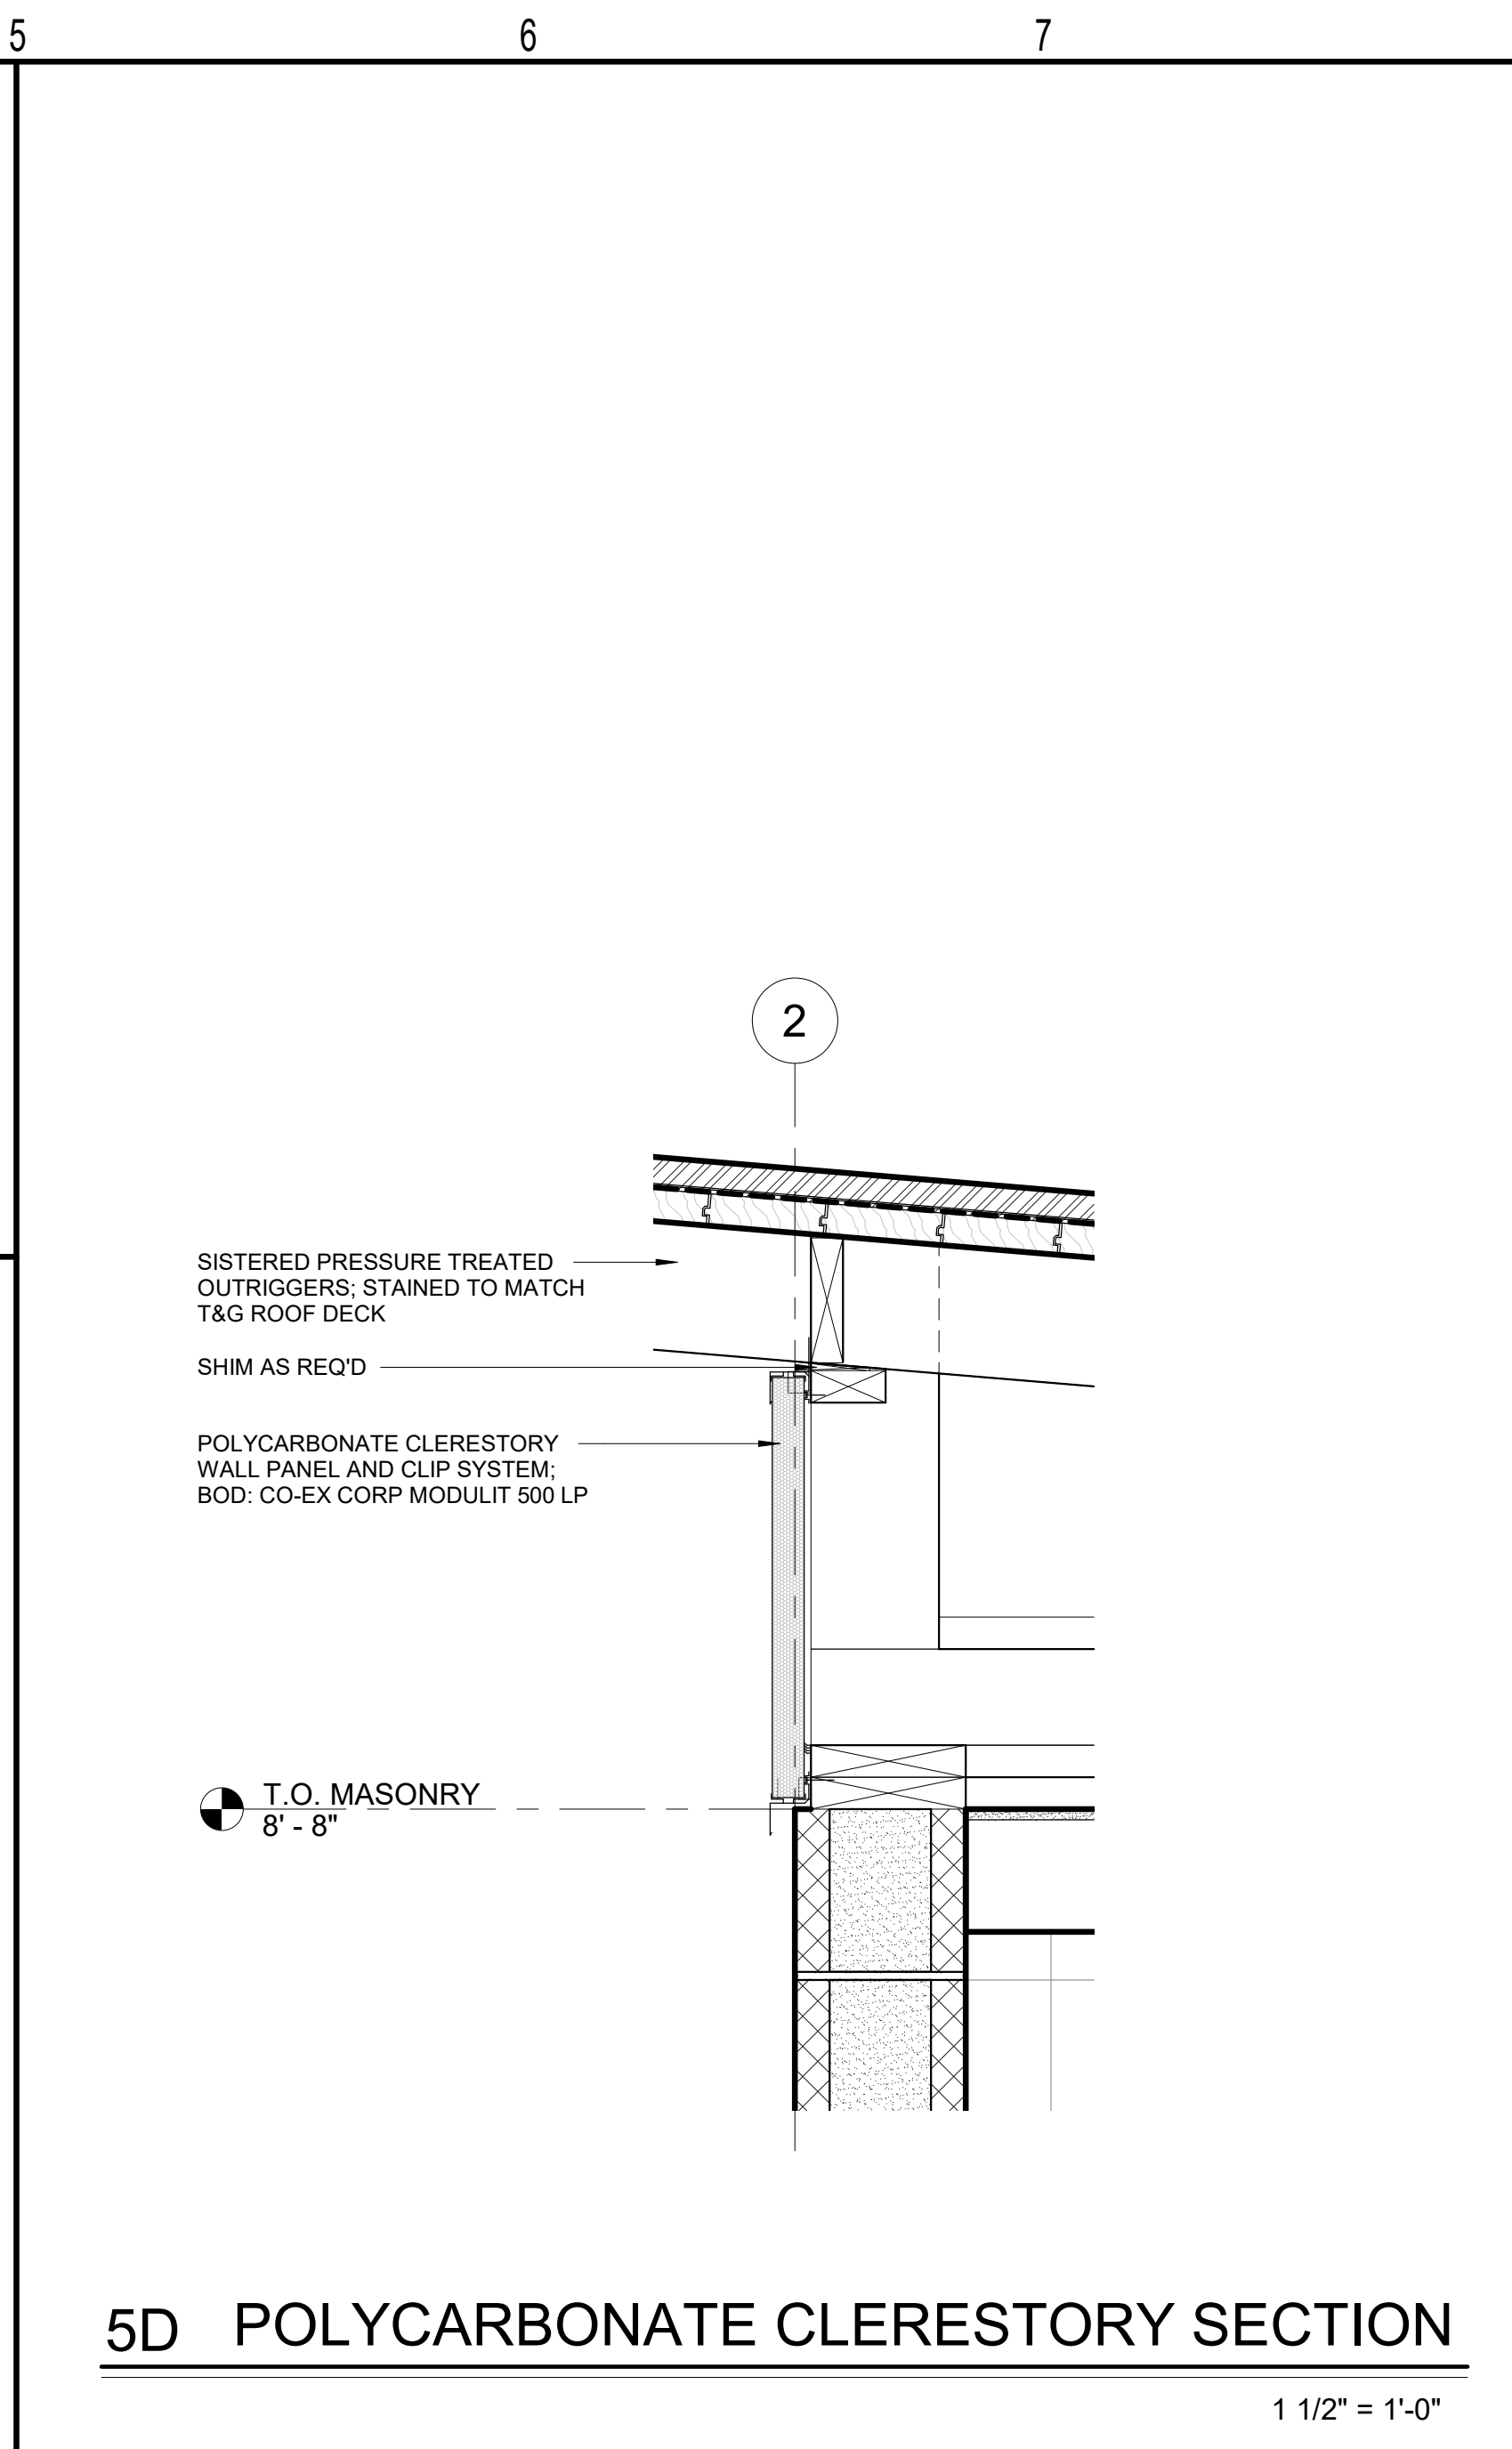 5
6
7
2
SISTERED PRESSURE TREATED
OUTRIGGERS; STAINED TO MATCH
T&G ROOF DECK
SHIM AS REQ'D
POLYCARBONATE CLERESTORY
WALL PANEL AND CLIP SYSTEM;
BOD: CO-EX CORP MODULIT 500 LP
T.O. MASONRY
8' - 8"
5D POLYCARBONATE CLERESTORY SECTION
1 1/2" = 1'-0"